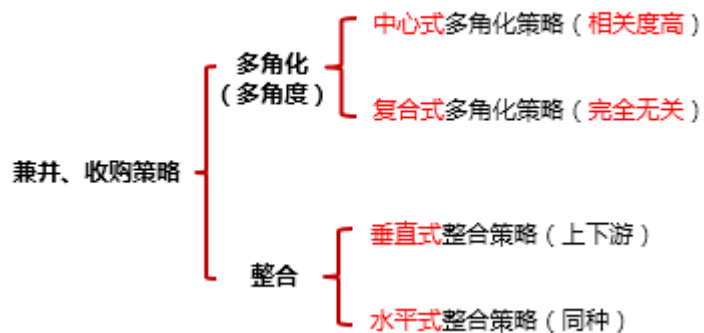 中心式多角化策略（相关度高）
多角化
（多角度）
复合式多角化策略（完全无关）
兼井、收购策略
垂直式整合策略（上下游）
整合
水平式整合策略（同种）